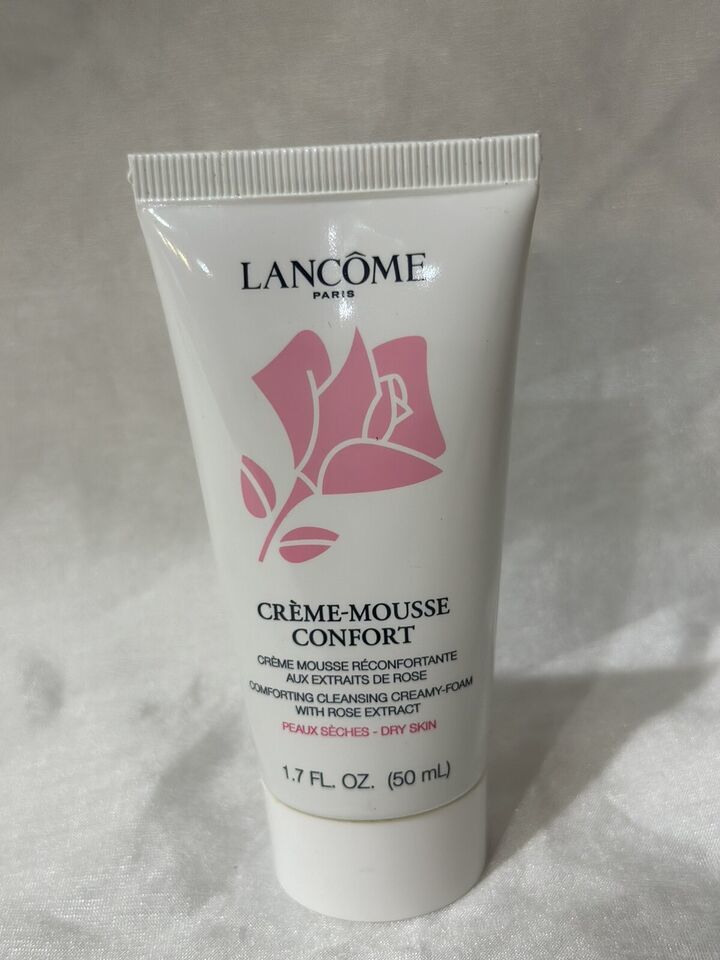 LANCÔME
PARIS
CRÈME-MOUSSE
CONFORT
CRÈME MOUSSE RÉCONFORTANTE
AUX EXTRAITS DE ROSE
COMFORTING CLEANSING CREAMY-FOAM
WITH ROSE EXTRACT
PEAUX SÈCHES - DRY SKIN
1.7 FL. OZ. (50 mL)